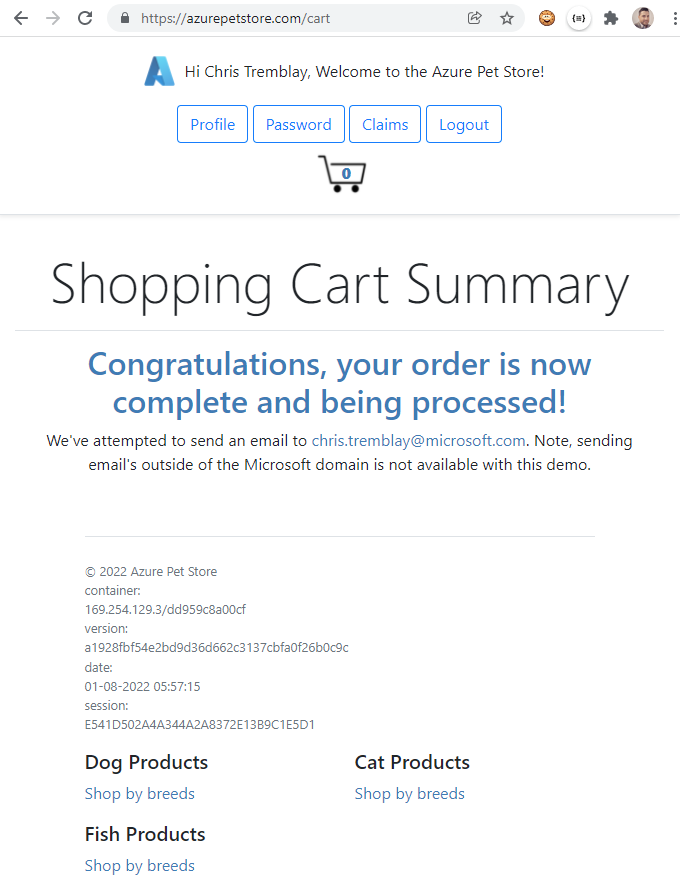 https://azurepetstore.com/cart
Hi Chris Tremblay, Welcome to the Azure Pet Store!
Profile
Password
Claims
Logout
0
Shopping Cart Summary
Congratulations, your order is now
complete and being processed!
We've attempted to send an email to chris.tremblay@microsoft.com. Note, sending
email's outside of the Microsoft domain is not available with this demo.
© 2022 Azure Pet Store
container:
169.254.129.3/dd959c8a00cf
version:
a1928fbf54e2bd9d36d662c3137cbfa0f26b0c9c
date:
01-08-2022 05:57:15
session:
E541D502A4A344A2A8372E13B9C1E5D1
Dog Products
Shop by breeds
Cat Products
Shop by breeds
Fish Products
Shop by breeds